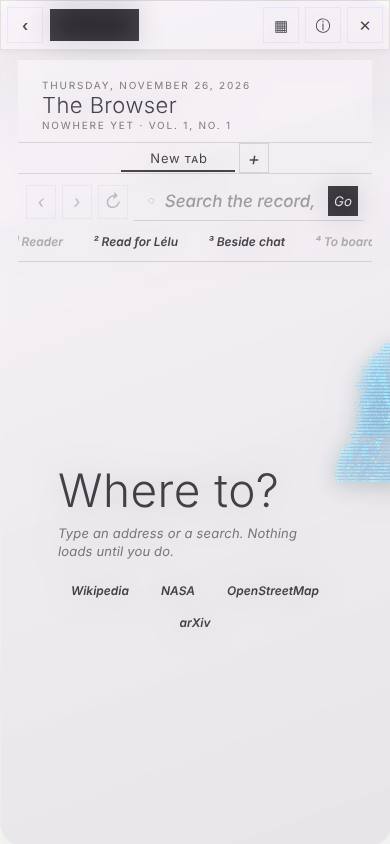 THURSDAY, NOVEMBER 26, 2026
The Browser
NOWHERE YET · VOL. 1, NO. 1
New TAb
+
Search the record,
Go
¹ Reader ² Read for Lélu ³ Beside chat ⁴ To board
Where to?
Type an address or a search. Nothing
loads until you do.
Wikipedia NASA OpenStreetMap
arXiv